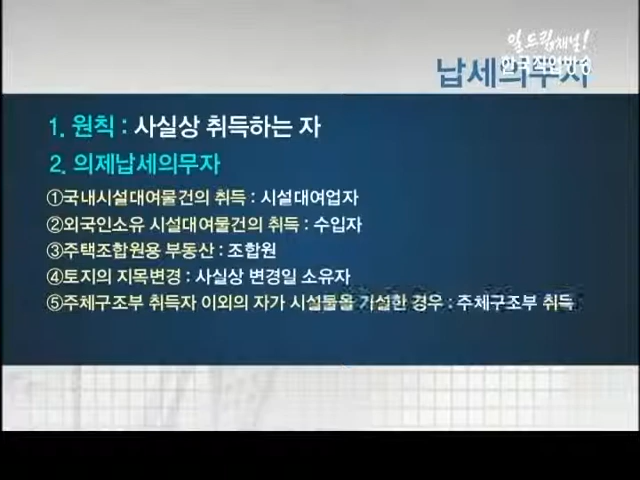 일 드림 채널!
한국직업방송
납세의무자
1. 원칙 : 사실상 취득하는 자
2. 의제납세의무자
①국내시설대여물건의 취득 : 시설대여업자
②외국인소유 시설대여물건의 취득 : 수입자
③주택조합원용 부동산 : 조합원
④토지의 지목변경 : 사실상 변경일 소유자
⑤주체구조부 취득자 이외의 자가 시설물을 가설한 경우 : 주체구조부 취득